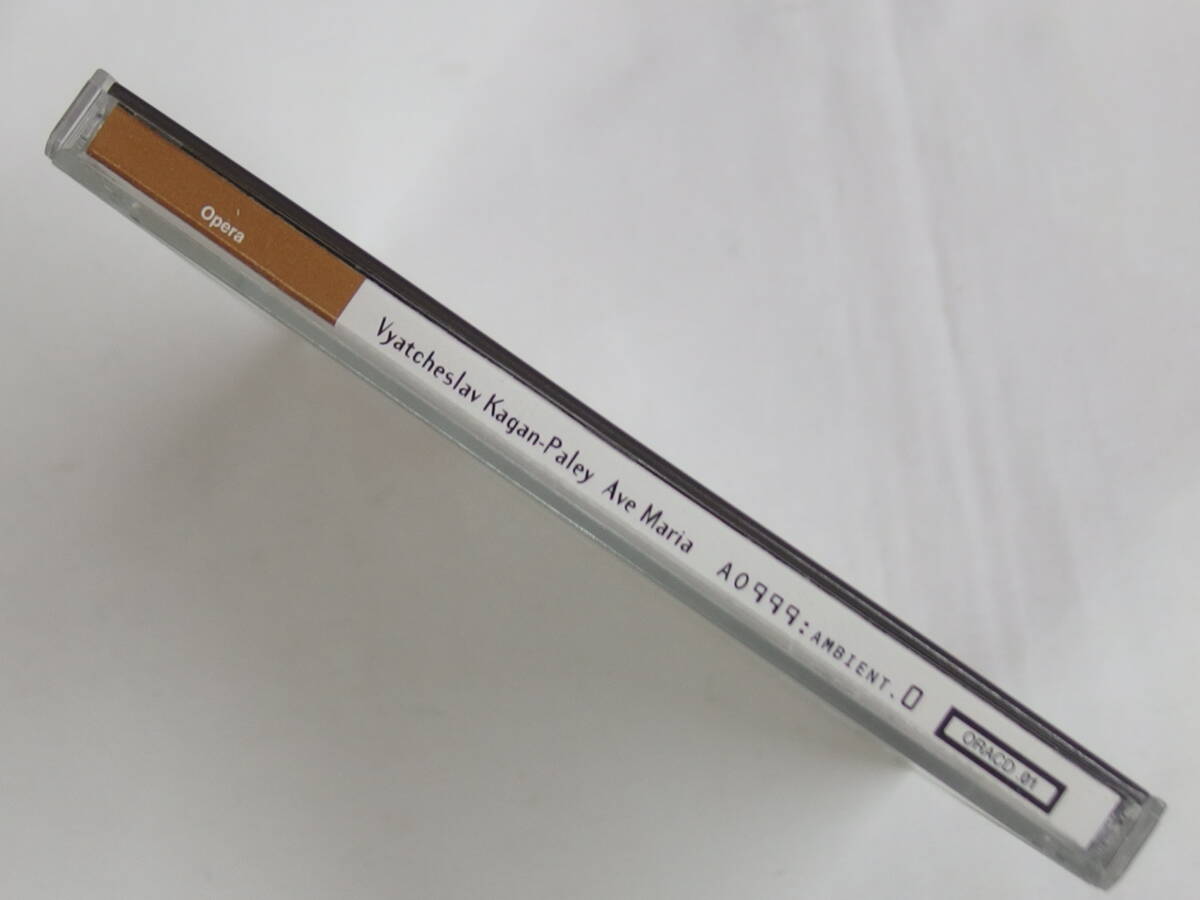 Opera
Vyatcheslav Kagan-Paley Ave Maria
A0999:AMBIENT.0
ORACD.01